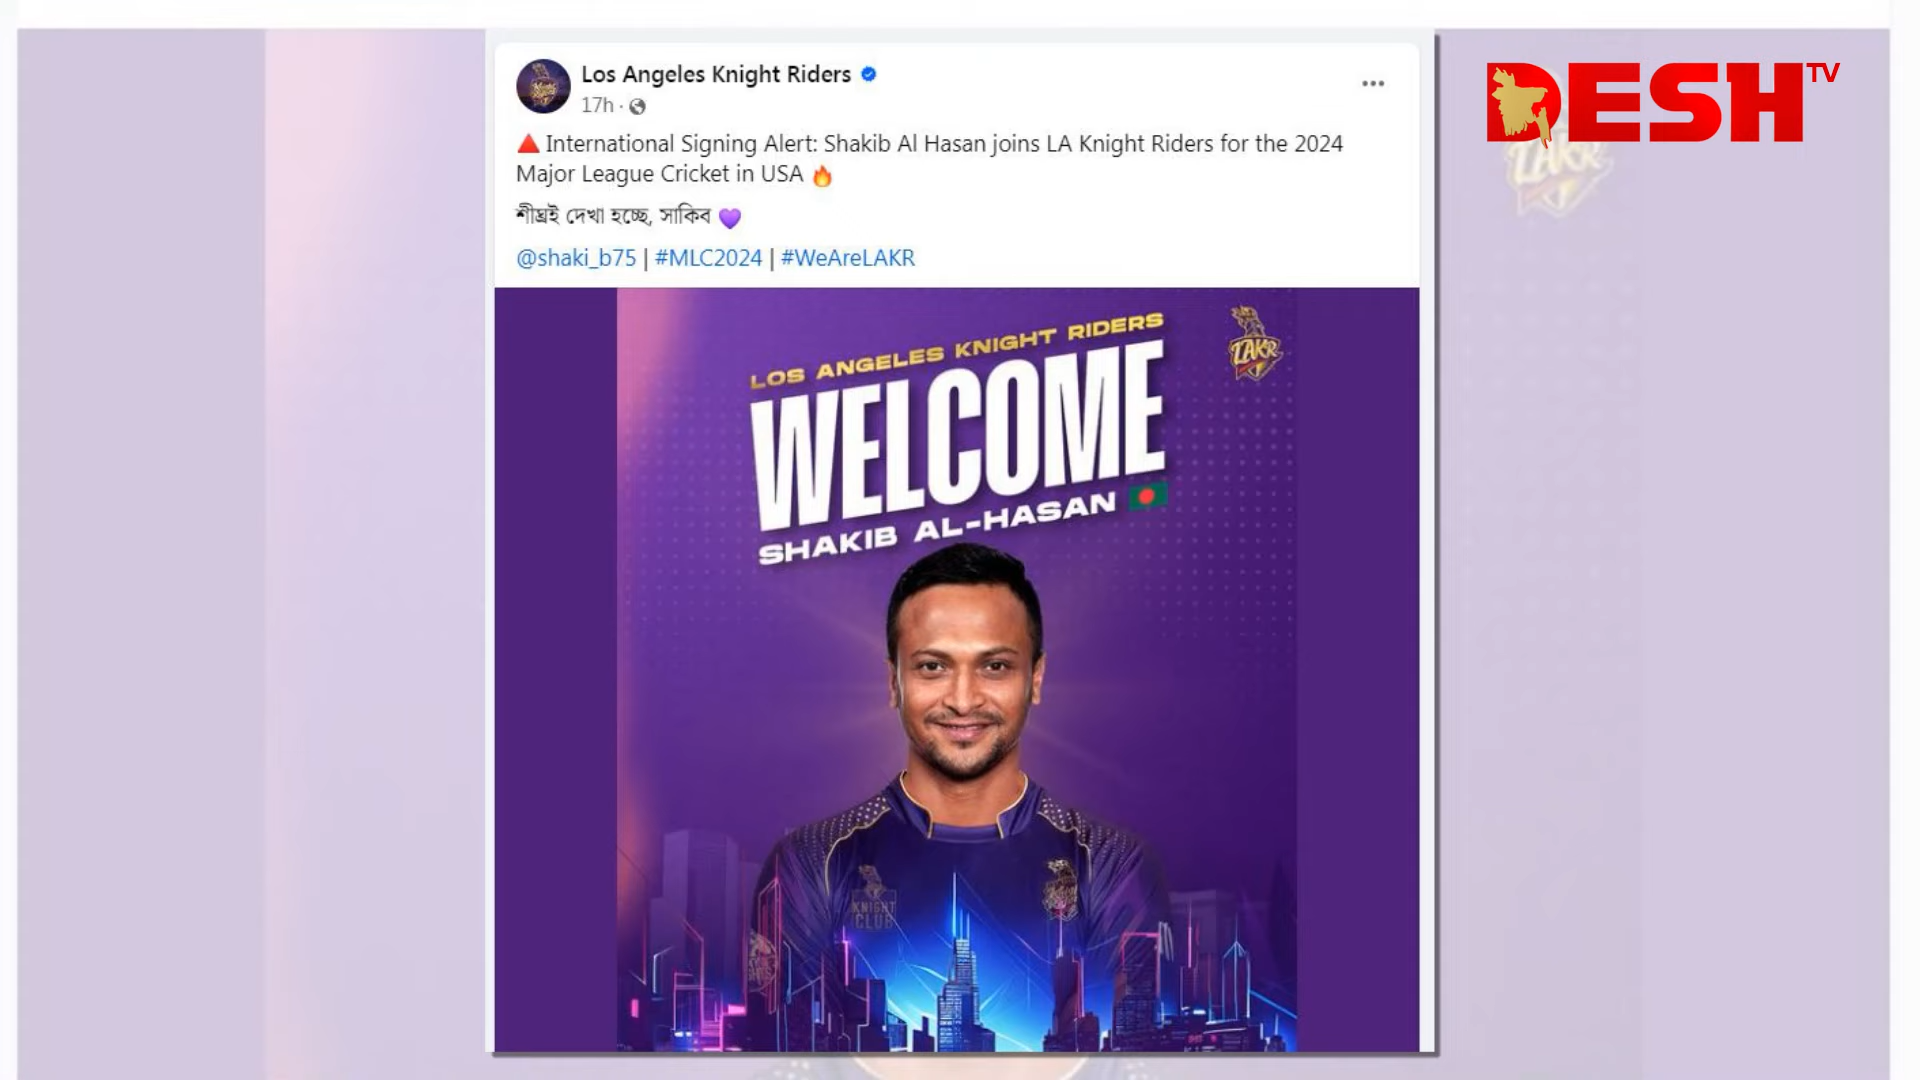 DESH TV
Los Angeles Knight Riders
17h ·
🔺 International Signing Alert: Shakib Al Hasan joins LA Knight Riders for the 2024
Major League Cricket in USA 🔥
শীঘ্রই দেখা হচ্ছে, সাকিব 💜
@shaki_b75 | #MLC2024 | #WeAreLAKR
LOS ANGELES KNIGHT RIDERS
LAKR
WELCOME
SHAKIB AL-HASAN
KNIGHT
CLUB
LAKR